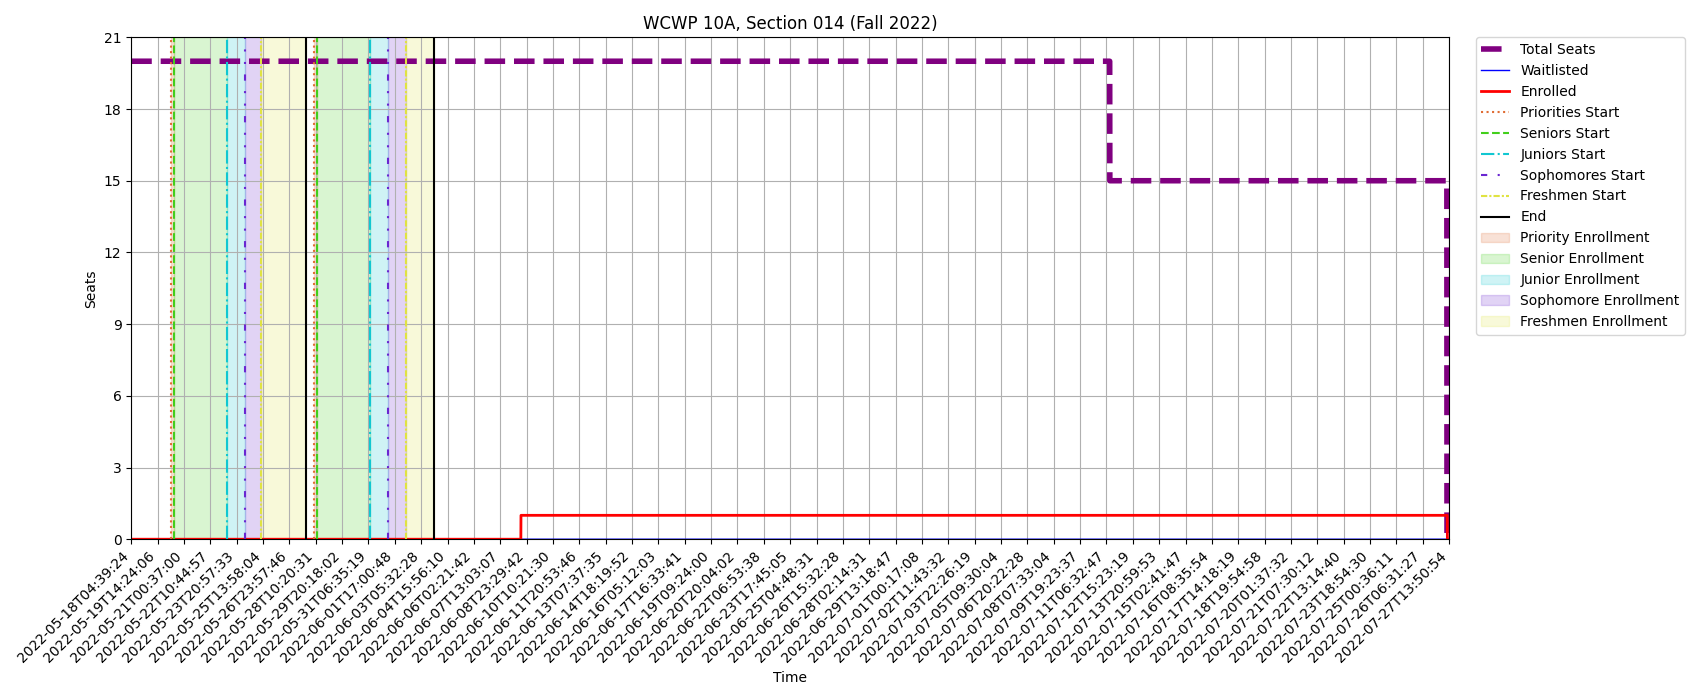 WCWP 10A, Section 014 (Fall 2022)
21
18
15
12
9
6
3
0
Seats
2022-05-18T04:39:24
2022-05-19T14:24:06
2022-05-21T00:37:00
2022-05-22T10:44:57
2022-05-23T20:57:33
2022-05-25T13:58:04
2022-05-26T23:57:46
2022-05-28T10:20:31
2022-05-29T20:18:02
2022-05-31T06:35:19
2022-06-01T17:00:48
2022-06-03T05:32:28
2022-06-04T15:56:10
2022-06-06T02:21:42
2022-06-07T13:03:07
2022-06-08T23:29:42
2022-06-10T10:21:30
2022-06-11T20:53:46
2022-06-13T07:37:35
2022-06-14T18:19:52
2022-06-16T05:12:03
2022-06-17T16:33:41
2022-06-19T09:24:00
2022-06-20T20:04:02
2022-06-22T06:53:38
2022-06-23T17:45:05
2022-06-25T04:48:31
2022-06-26T15:32:28
2022-06-28T02:14:31
2022-06-29T13:18:47
2022-07-01T00:17:08
2022-07-02T11:43:32
2022-07-03T22:26:19
2022-07-05T09:30:04
2022-07-06T20:22:28
2022-07-08T07:33:04
2022-07-09T19:23:37
2022-07-11T06:32:47
2022-07-12T15:23:19
2022-07-13T20:59:53
2022-07-15T02:41:47
2022-07-16T08:35:54
2022-07-17T14:18:19
2022-07-18T19:54:58
2022-07-20T01:37:32
2022-07-21T07:30:12
2022-07-22T13:14:40
2022-07-23T18:54:30
2022-07-25T00:36:11
2022-07-26T06:31:27
2022-07-27T13:50:54
Time
Total Seats
Waitlisted
Enrolled
Priorities Start
Seniors Start
Juniors Start
Sophomores Start
Freshmen Start
End
Priority Enrollment
Senior Enrollment
Junior Enrollment
Sophomore Enrollment
Freshmen Enrollment